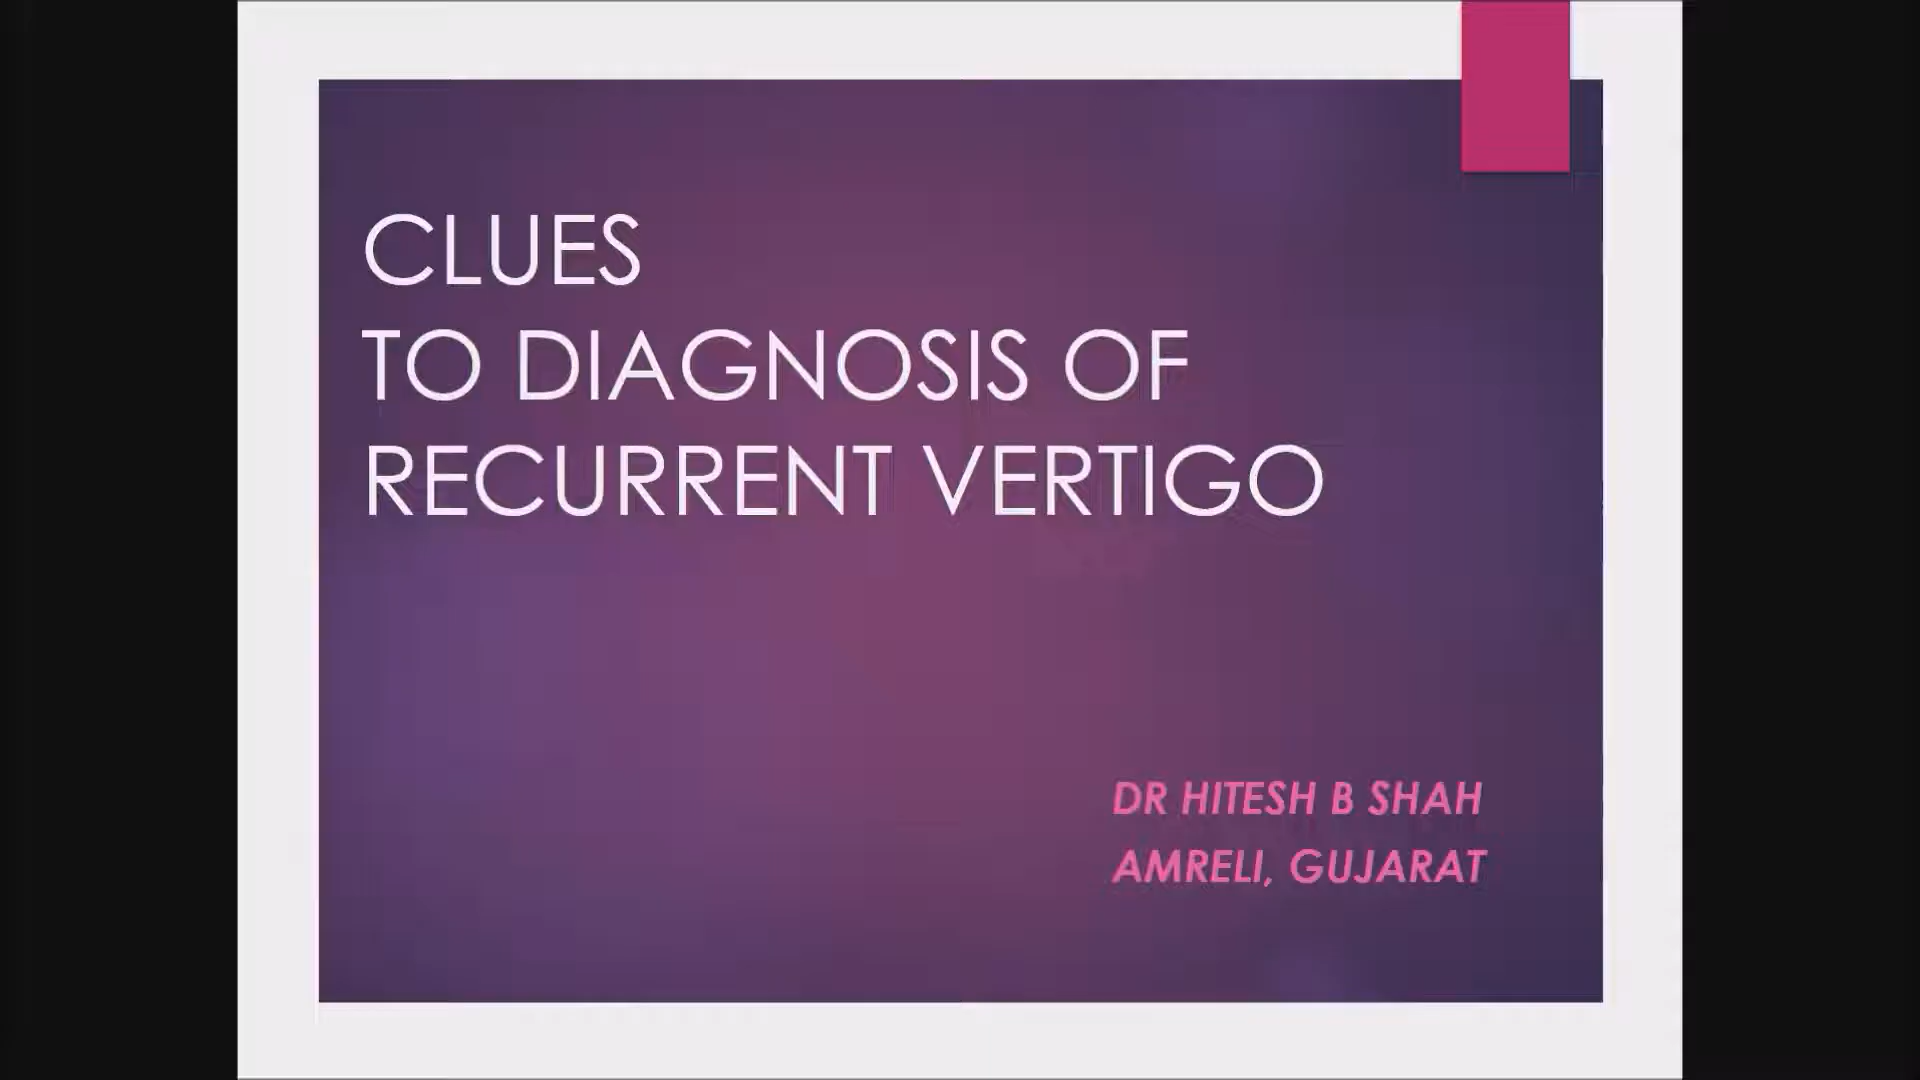 CLUES
TO DIAGNOSIS OF
RECURRENT VERTIGO
DR HITESH B SHAH
AMRELI, GUJARAT